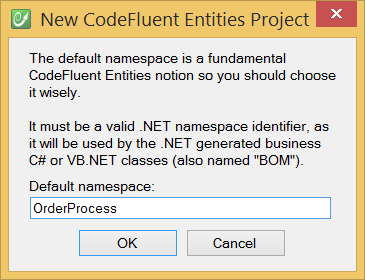 New CodeFluent Entities Project
The default namespace is a fundamental
CodeFluent Entities notion so you should choose
it wisely.
It must be a valid .NET namespace identifier, as
it will be used by the .NET generated business
C# or VB.NET classes (also named "BOM").
Default namespace:
OrderProcess
OK
Cancel